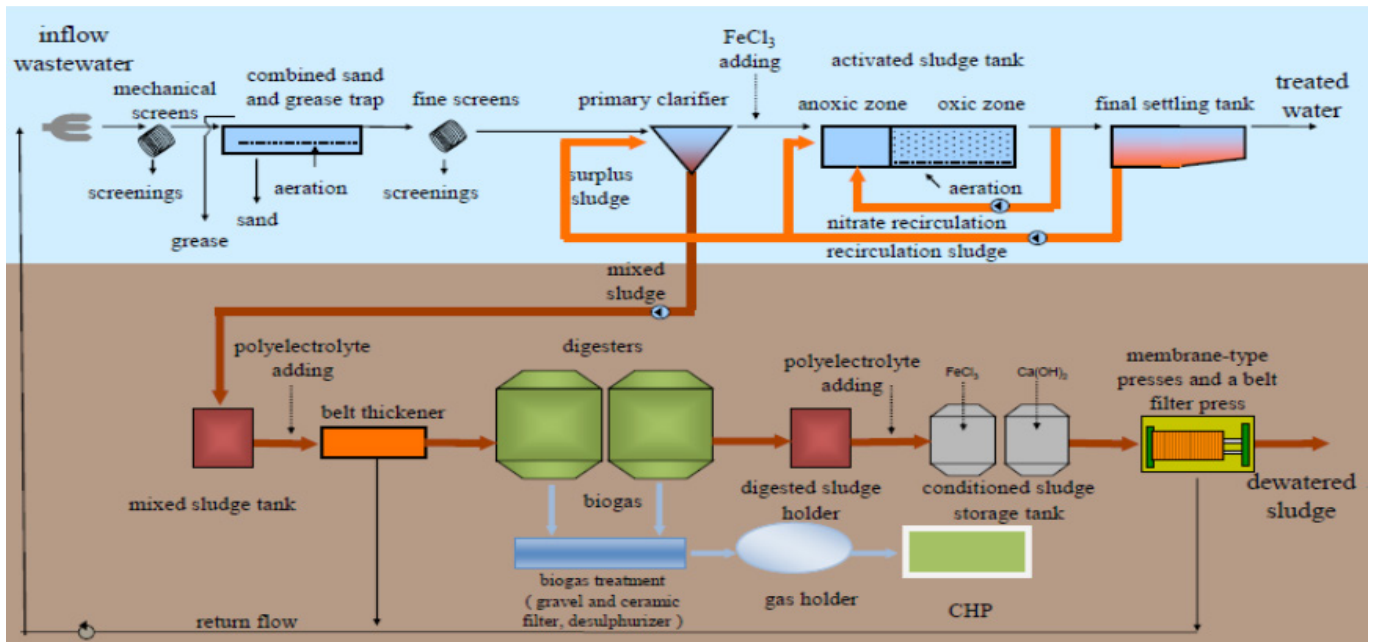 inflow
wastewater
mechanical
screens
screenings
combined sand
and grease trap
aeration
sand
grease
fine screens
screenings
primary clarifier
surplus
sludge
FeCl3
adding
activated sludge tank
anoxic zone
oxic zone
aeration
nitrate recirculation
recirculation sludge
final settling tank
treated
water
mixed
sludge
polyelectrolyte
adding
mixed sludge tank
belt thickener
digesters
biogas
biogas treatment
( gravel and ceramic
filter, desulphurizer )
gas holder
CHP
polyelectrolyte
adding
digested sludge
holder
FeCl3
Ca(OH)2
conditioned sludge
storage tank
membrane-type
presses and a belt
filter press
dewatered
sludge
return flow